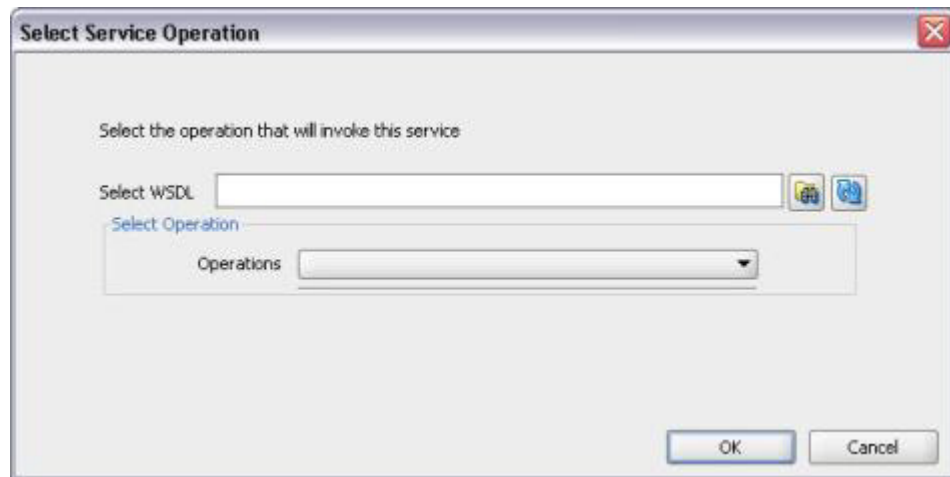 Select Service Operation
Select the operation that will invoke this service
Select WSDL
Select Operation
Operations
OK
Cancel